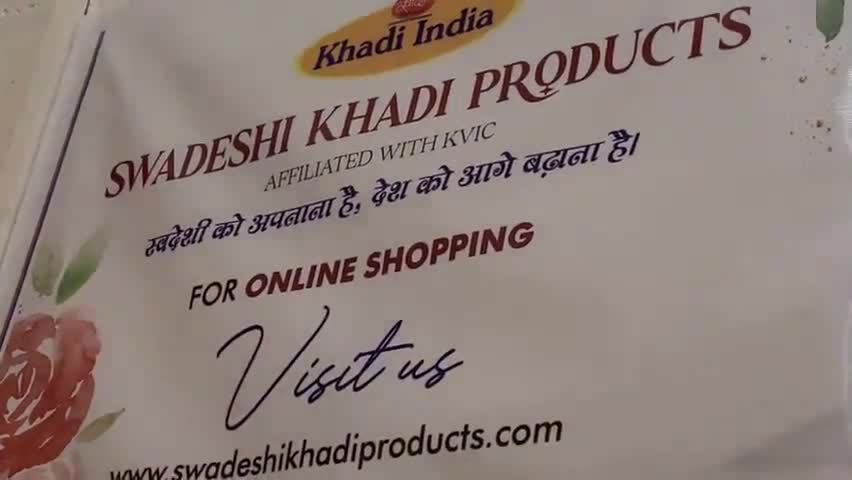 Khadi India
SWADESHI KHADI PRODUCTS
AFFILIATED WITH KVIC
स्वदेशी को अपनाना है, देश को आगे बढ़ाना है।
FOR ONLINE SHOPPING
Visit us
www.swadeshikhadiproducts.com